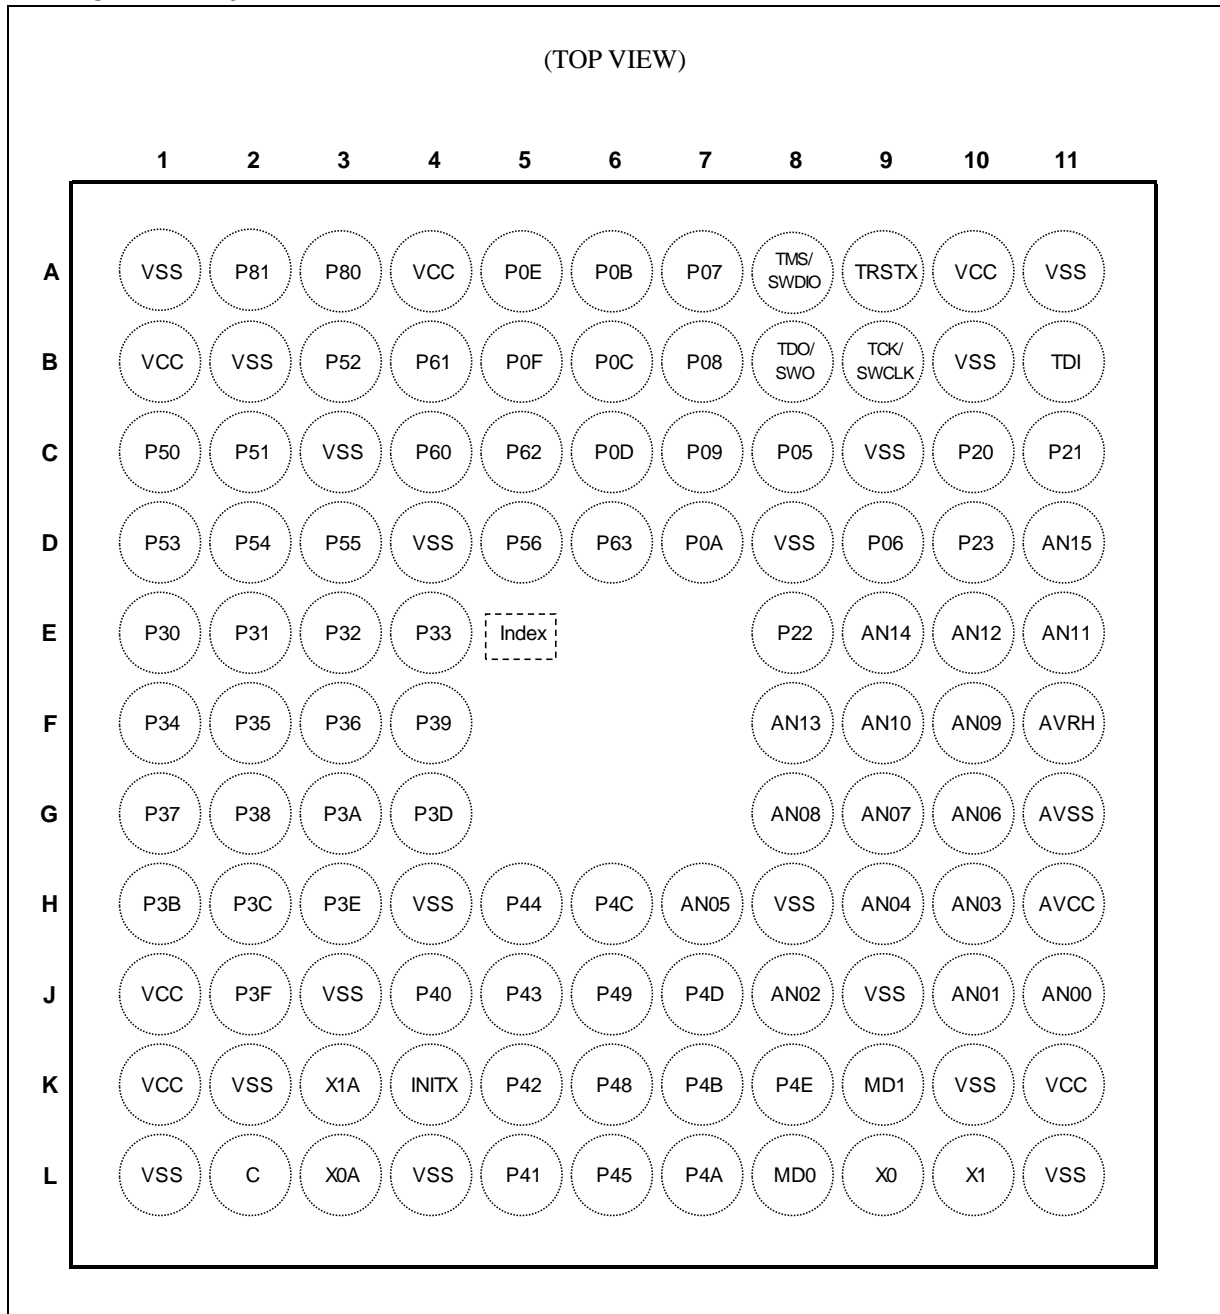 (TOP VIEW)
1 2 3 4 5 6 7 8 9 10 11
A VSS P81 P80 VCC P0E P0B P07 TMS/SWDIO TRSTX VCC VSS
B VCC VSS P52 P61 P0F P0C P08 TDO/SWO TCK/SWCLK VSS TDI
C P50 P51 VSS P60 P62 P0D P09 P05 VSS P20 P21
D P53 P54 P55 VSS P56 P63 P0A VSS P06 P23 AN15
E P30 P31 P32 P33 Index P22 AN14 AN12 AN11
F P34 P35 P36 P39 AN13 AN10 AN09 AVRH
G P37 P38 P3A P3D AN08 AN07 AN06 AVSS
H P3B P3C P3E VSS P44 P4C AN05 VSS AN04 AN03 AVCC
J VCC P3F VSS P40 P43 P49 P4D AN02 VSS AN01 AN00
K VCC VSS X1A INITX P42 P48 P4B P4E MD1 VSS VCC
L VSS C X0A VSS P41 P45 P4A MD0 X0 X1 VSS